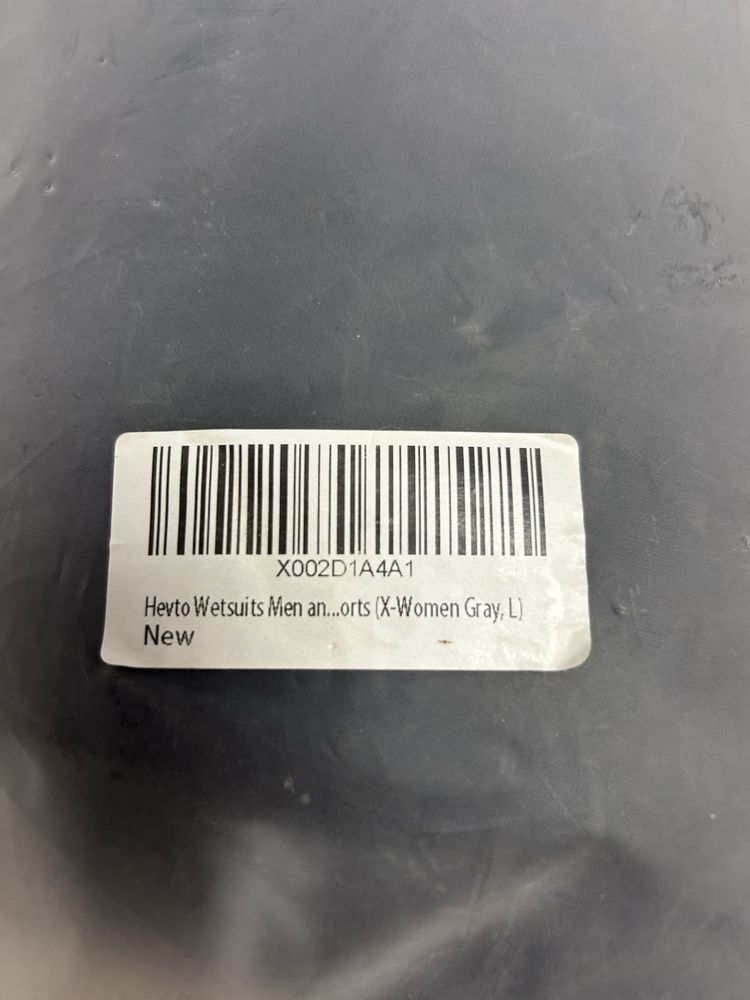 X002D1A4A1
Hevto Wetsuits Men an...orts (X-Women Gray, L)
New